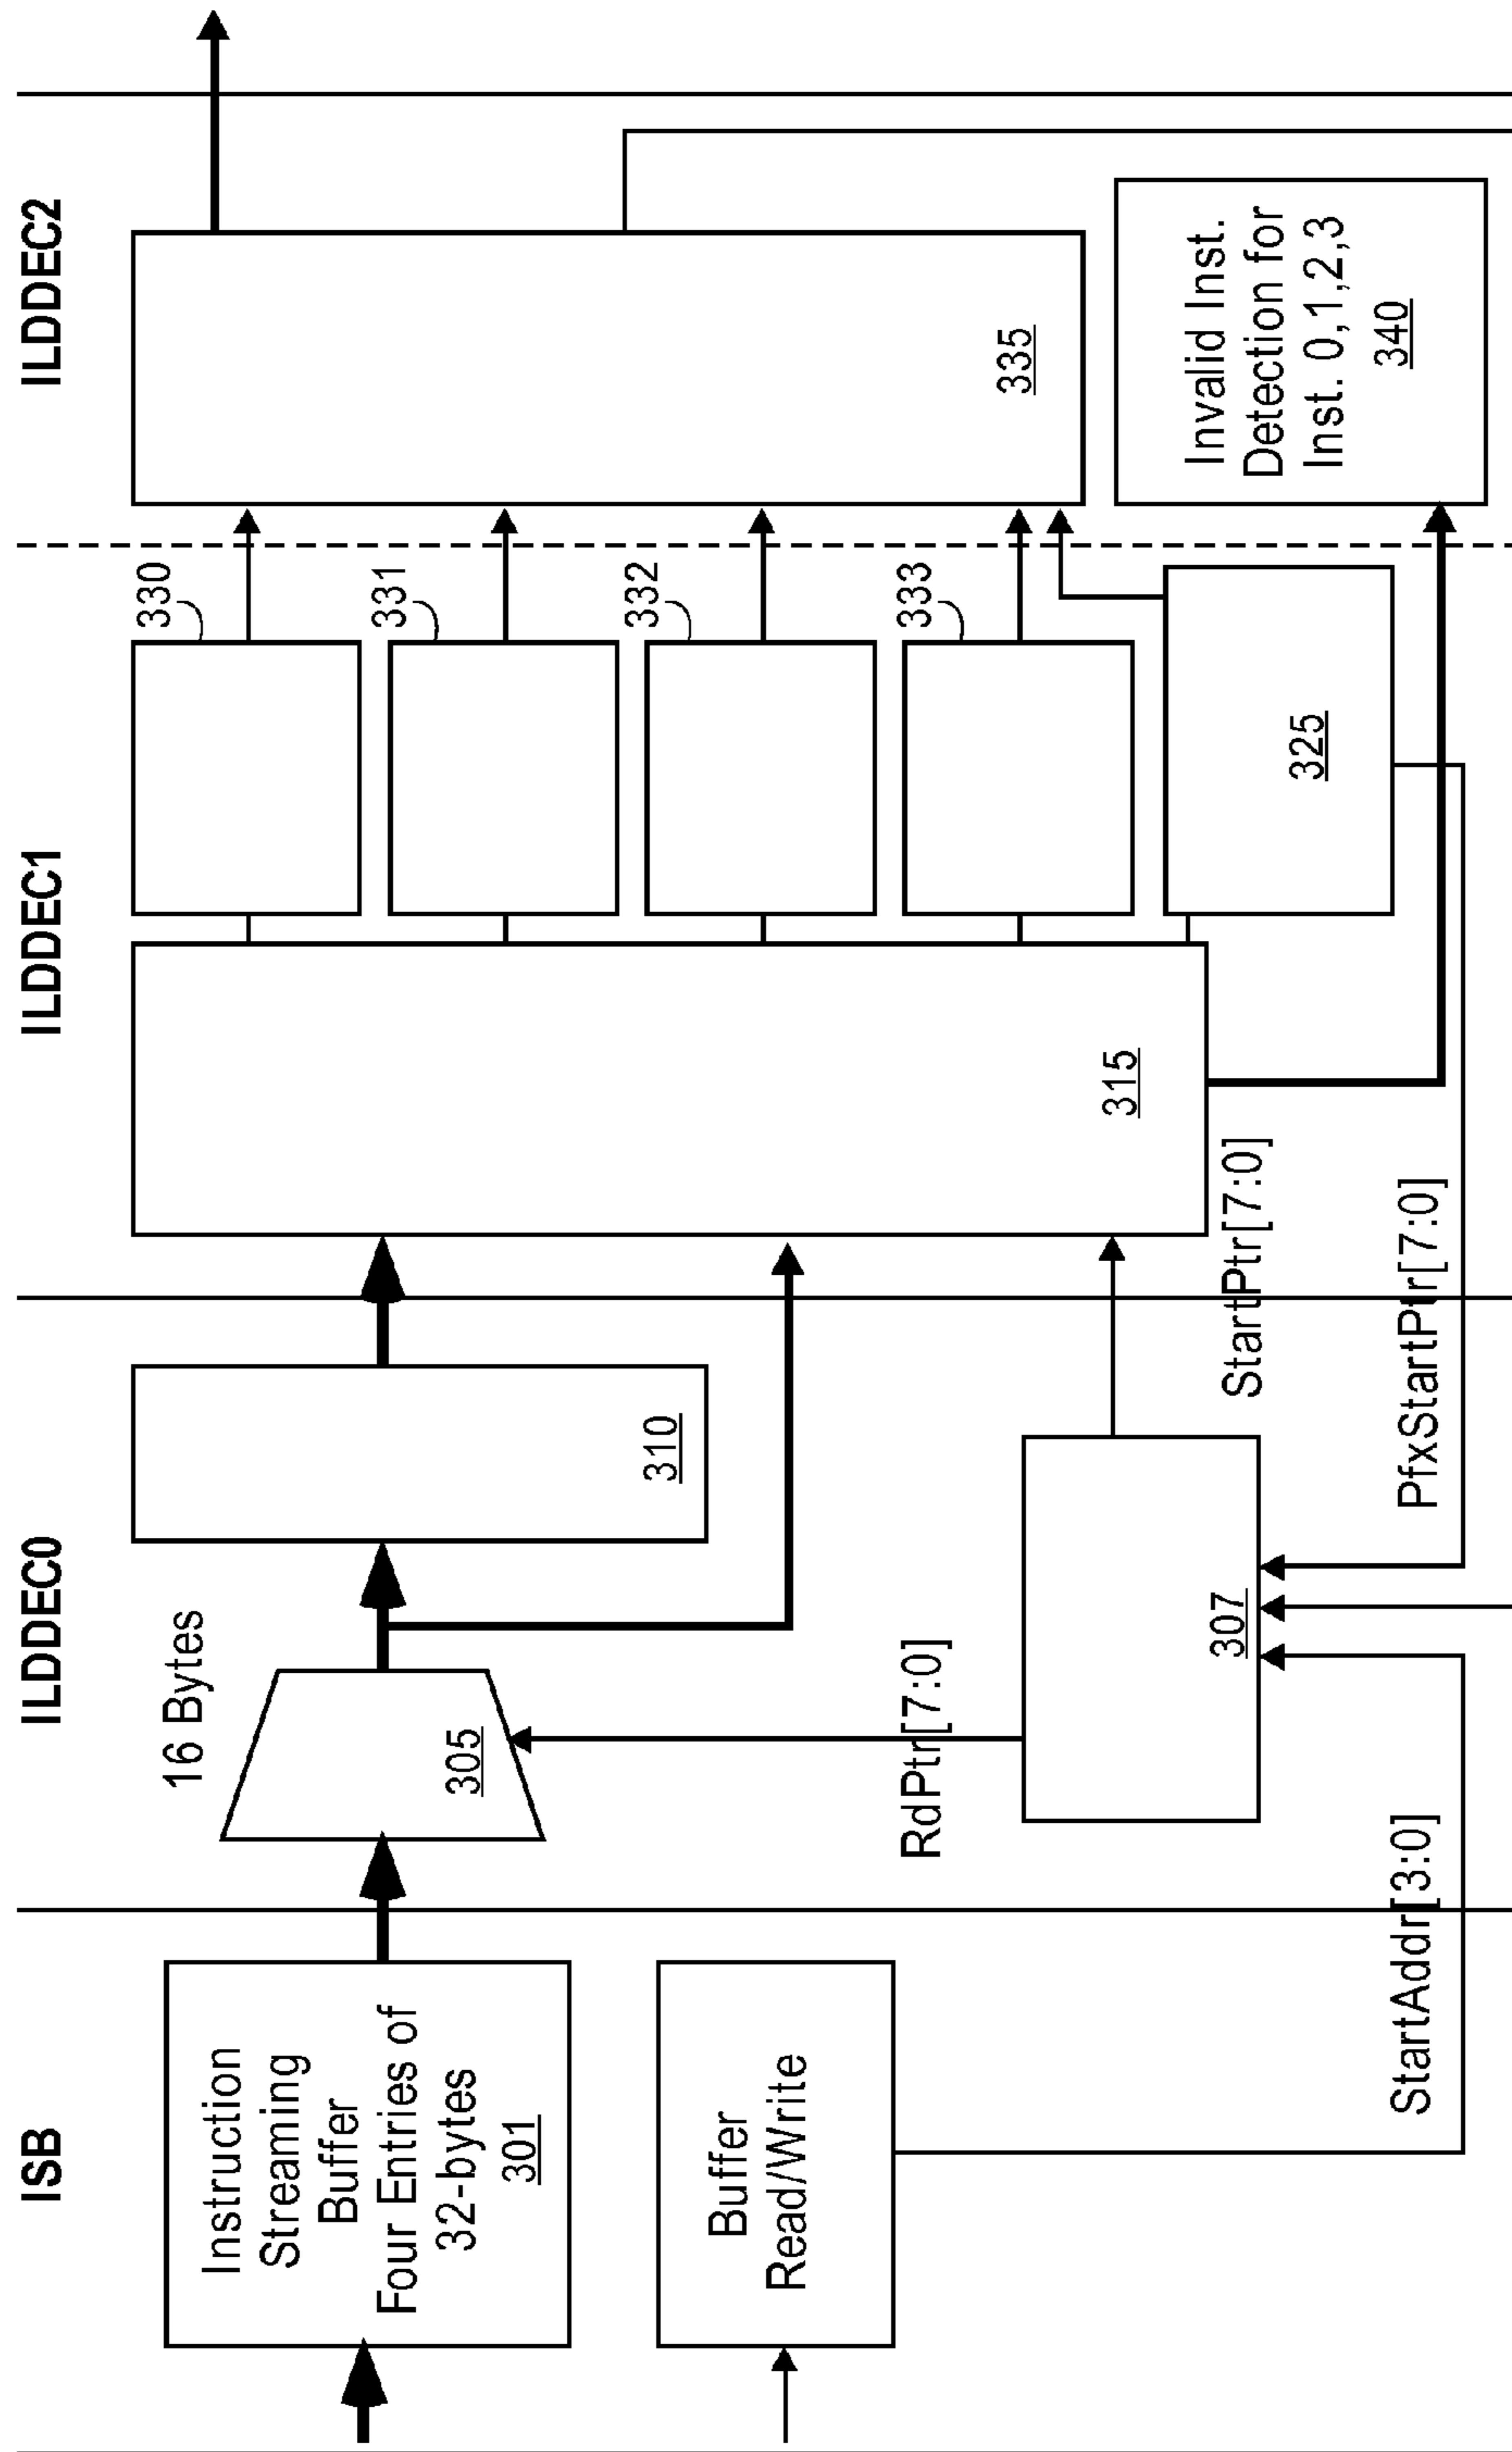 ISB
ILDDEC0
ILDDEC1
ILDDEC2
Instruction
Streaming
Buffer
Four Entries of
32-bytes
301
Buffer
Read/Write
StartAddr[3:0]
16 Bytes
305
RdPtr[7:0]
307
310
StartPtr[7:0]
PfxStartPtr[7:0]
315
330
331
332
333
325
335
Invalid Inst.
Detection for
Inst. 0,1,2,3
340